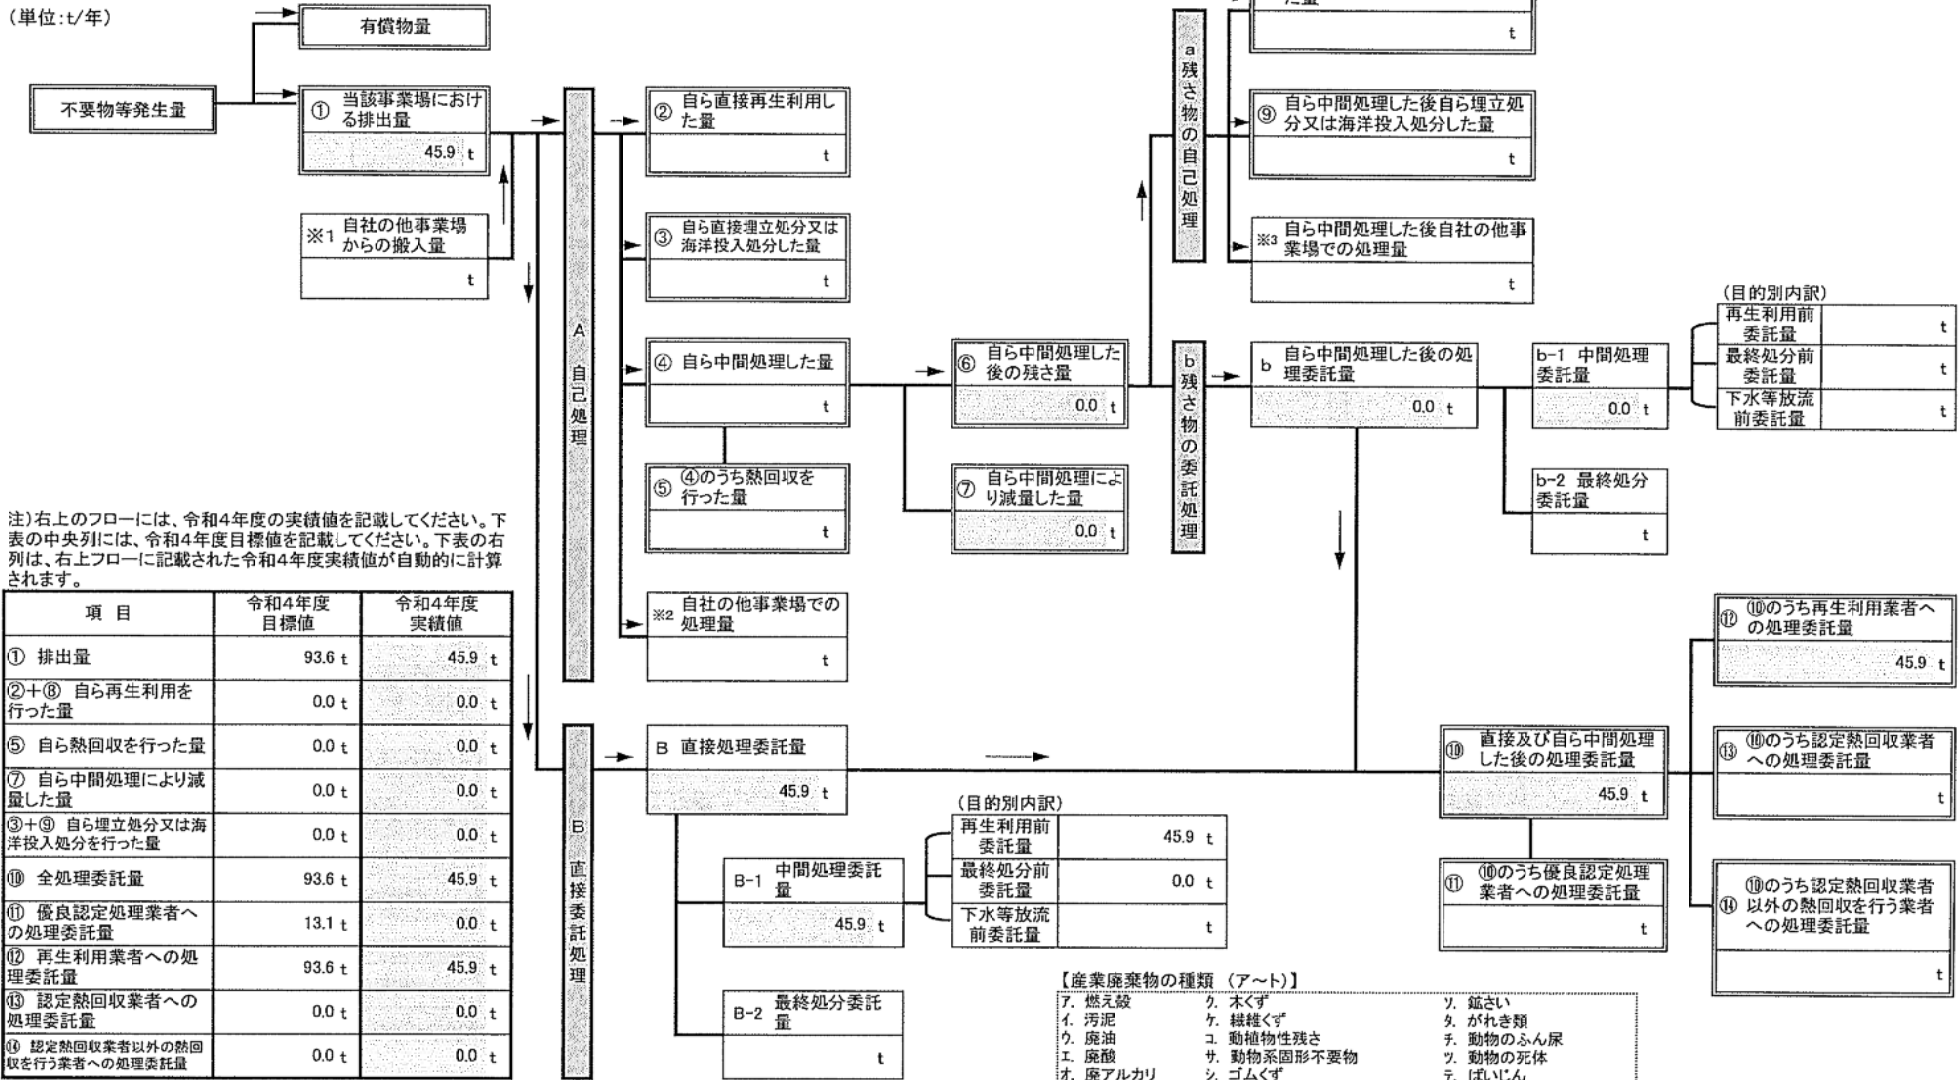 (単位:t/年)
有償物量
不要物等発生量
① 当該事業場におけ
る排出量
45.9 t
※1 自社の他事業場
からの搬入量
t
A 自己処理
② 自ら直接再生利用し
た量
t
③ 自ら直接埋立処分又は
海洋投入処分した量
t
④ 自ら中間処理した量
t
⑤ ④のうち熱回収を
行った量
t
※2 自社の他事業場での
処理量
t
⑥ 自ら中間処理した
後の残さ量
0.0 t
⑦ 自ら中間処理によ
り減量した量
0.0 t
a 残さ物の自己処理
た量
t
⑨ 自ら中間処理した後自ら埋立処
分又は海洋投入処分した量
t
※3 自ら中間処理した後自社の他事
業場での処理量
t
b 残さ物の委託処理
b 自ら中間処理した後の処
理委託量
0.0 t
b-1 中間処理
委託量
0.0 t
(目的別内訳)
再生利用前
委託量 t
最終処分前
委託量 t
下水等放流
前委託量 t
b-2 最終処分
委託量
t
注)右上のフローには、令和4年度の実績値を記載してください。下
表の中央列には、令和4年度目標値を記載してください。下表の右
列は、右上フローに記載された令和4年度実績値が自動的に計算
されます。
項 目 令和4年度 令和4年度
目標値 実績値
① 排出量 93.6 t 45.9 t
②+⑧ 自ら再生利用を
行った量 0.0 t 0.0 t
⑤ 自ら熱回収を行った量 0.0 t 0.0 t
⑦ 自ら中間処理により減
量した量 0.0 t 0.0 t
③+⑨ 自ら埋立処分又は海
洋投入処分を行った量 0.0 t 0.0 t
⑩ 全処理委託量 93.6 t 45.9 t
⑪ 優良認定処理業者へ
の処理委託量 13.1 t 0.0 t
⑫ 再生利用業者への処
理委託量 93.6 t 45.9 t
⑬ 認定熱回収業者への
処理委託量 0.0 t 0.0 t
⑭ 認定熱回収業者以外の熱回
収を行う業者への処理委託量 0.0 t 0.0 t
B 直接委託処理
B 直接処理委託量
45.9 t
B-1 中間処理委託
量
45.9 t
(目的別内訳)
再生利用前
委託量 45.9 t
最終処分前
委託量 0.0 t
下水等放流
前委託量 t
B-2 最終処分委託
量
t
⑩ 直接及び自ら中間処理
した後の処理委託量
45.9 t
⑪ ⑩のうち優良認定処理
業者への処理委託量
t
⑫ ⑩のうち再生利用業者へ
の処理委託量
45.9 t
⑬ ⑩のうち認定熱回収業者
への処理委託量
t
⑭ ⑩のうち認定熱回収業者
以外の熱回収を行う業者
への処理委託量
t
【産業廃棄物の種類 (ア~ト)】
ア. 燃え殻 ク. 木くず ソ. 鉱さい
イ. 汚泥 ケ. 繊維くず タ. がれき類
ウ. 廃油 コ. 動植物性残さ チ. 動物のふん尿
エ. 廃酸 サ. 動物系固形不要物 ツ. 動物の死体
オ. 廃アルカリ シ. ゴムくず テ. ばいじん